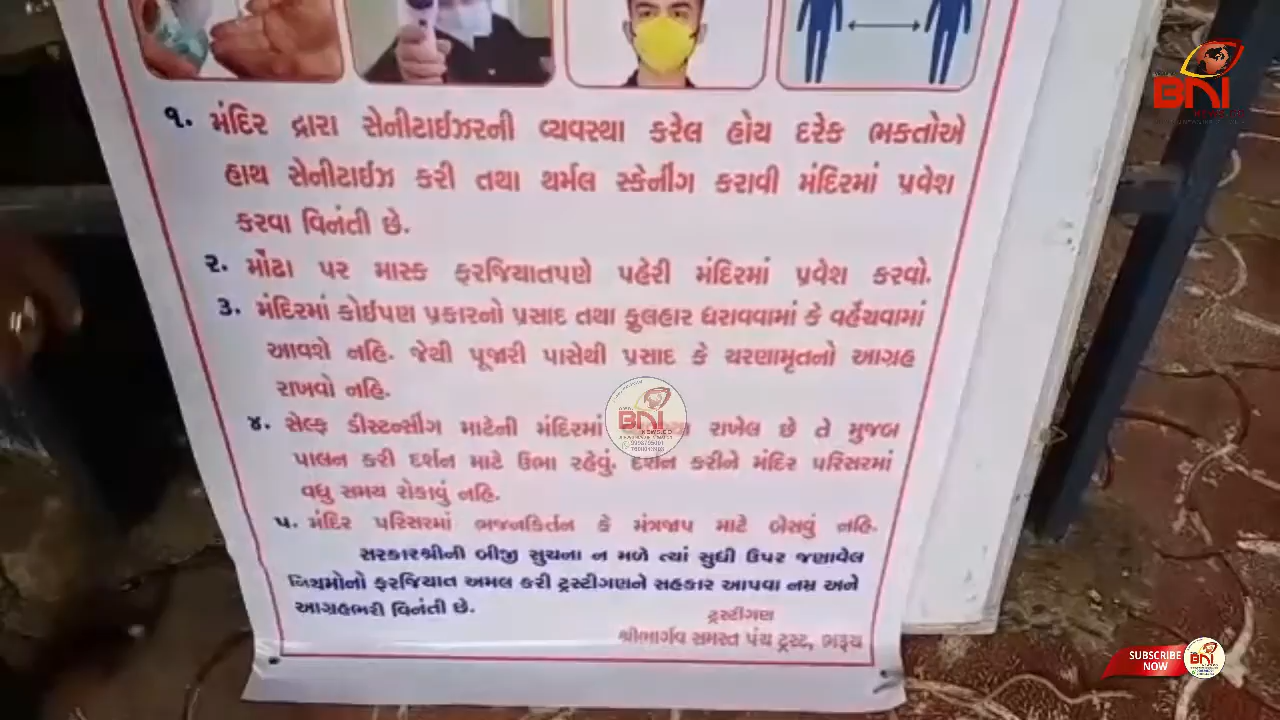 ૧. મંદિર દ્વારા સેનીટાઈઝરની વ્યવસ્થા કરેલ હોય દરેક ભકતોએ
હાથ સેનીટાઈઝ કરી તથા થર્મલ સ્કેનીંગ કરાવી મંદિરમાં પ્રવેશ
કરવા વિનંતી છે.
૨. મોંઢા પર માસ્ક ફરજિયાતપણે પહેરી મંદિરમાં પ્રવેશ કરવો.
૩. મંદિરમાં કોઈપણ પ્રકારનો પ્રસાદ તથા ફુલહાર ધરાવવામાં કે વહેંચવામાં
આવશે નહિ. જેથી પૂજારી પાસેથી પ્રસાદ કે ચરણામૃતનો આગ્રહ
રાખવો નહિ.
૪. સેલ્ફ ડીસ્ટન્સીંગ માટેની મંદિરમાં રાખેલ છે તે મુજબ
પાલન કરી દર્શન માટે ઉભા રહેવું. દર્શન કરીને મંદિર પરિસરમાં
વધુ સમય રોકાવું નહિ.
૫. મંદિર પરિસરમાં ભજનકિર્તન કે મંત્રજાપ માટે બેસવું નહિ.
સરકારશ્રીની બીજી સુચના ન મળે ત્યાં સુધી ઉપર જણાવેલ
નિયમોનો ફરજિયાત અમલ કરી ટ્રસ્ટીગણને સહકાર આપવા નમ્ર અને
આગ્રહભરી વિનંતી છે.
ટ્રસ્ટીગણ
શ્રીભાર્ગવ સમસ્ત પંચ ટ્રસ્ટ, ભરૂચ
BNI
BNI
SUBSCRIBE
NOW
BNI